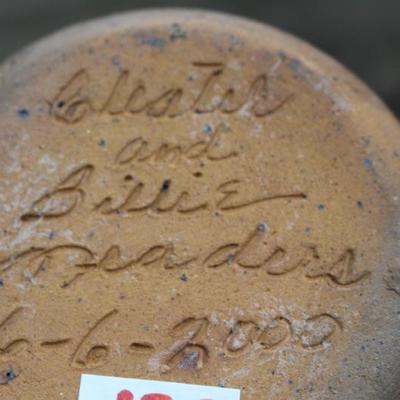 Cleater
and
Billie
Meaders
6-6-2000